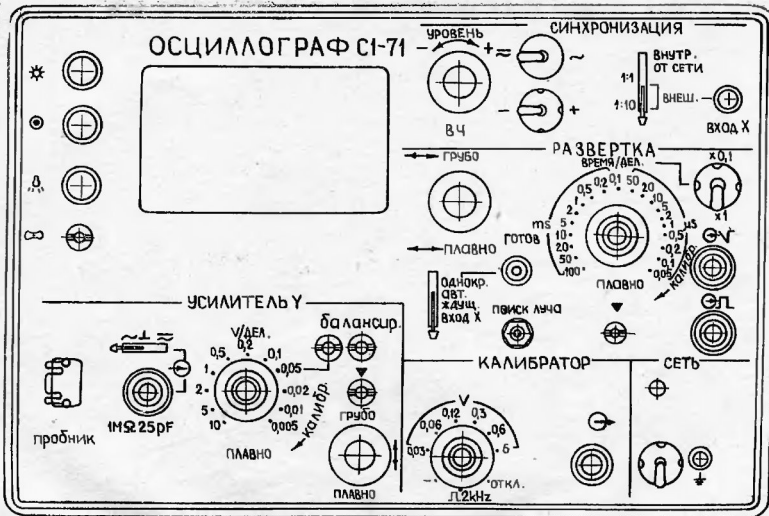 ОСЦИЛЛОГРАФ С1-71
СИНХРОНИЗАЦИЯ
УРОВЕНЬ
- +
≂ ~
- +
ВЧ
ВНУТР.
ОТ СЕТИ
1:1
1:10
ВНЕШ.
ВХОД X
РАЗВЕРТКА
ГРУБО
ПЛАВНО
ВРЕМЯ/ДЕЛ.
×0,1
×1
ms
100 50 20 10 5 2 1 0,5 0,2 0,1
50 20 10 5 2 1 0,5 0,2 0,1 0,05
μs
калибр.
ПЛАВНО
ГОТОВ
ОДНОКР.
АВТ.
ЖДУЩ.
ВХОД X
ПОИСК ЛУЧА
УСИЛИТЕЛЬ Y
~ ⊥ ≂
V/ДЕЛ.
10 5 2 1 0,5 0,2 0,1 0,05 0,02 0,01 0,005
калибр.
ПЛАВНО
балансир.
ГРУБО
ПЛАВНО
пробник
1MΩ 25pF
КАЛИБРАТОР
V
- 0,03 0,06 0,12 0,3 0,6 6
ОТКЛ.
⎍ 2kHz
СЕТЬ